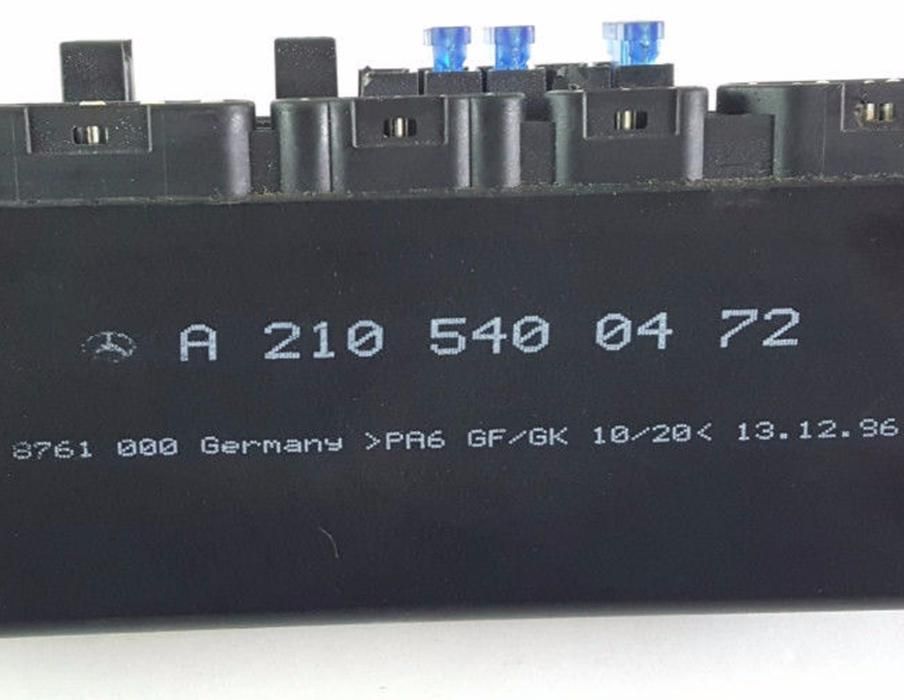 A 210 540 04 72
8761 000 Germany >PA6 GF/GK 10/20< 13.12.96